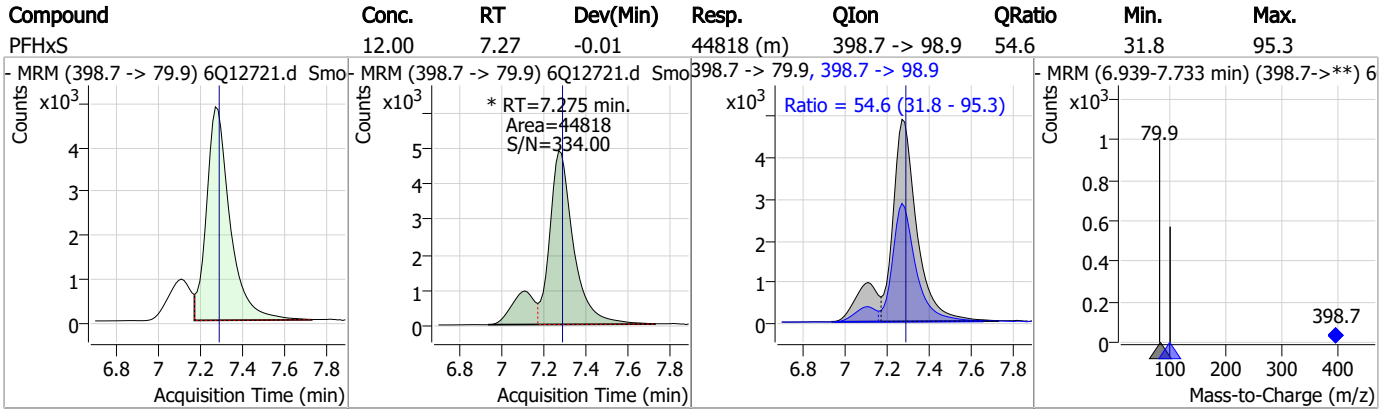 Compound Conc. RT Dev(Min) Resp. QIon QRatio Min. Max.
PFHxS 12.00 7.27 -0.01 44818 (m) 398.7 -> 98.9 54.6 31.8 95.3
- MRM (398.7 -> 79.9) 6Q12721.d Smo
Counts
x10³
4
3
2
1
0
6.8 7 7.2 7.4 7.6 7.8
Acquisition Time (min)
- MRM (398.7 -> 79.9) 6Q12721.d Smo
Counts
x10³
* RT=7.275 min.
Area=44818
S/N=334.00
5
4
3
2
1
0
6.8 7 7.2 7.4 7.6 7.8
Acquisition Time (min)
398.7 -> 79.9, 398.7 -> 98.9
Counts
x10³
Ratio = 54.6 (31.8 - 95.3)
4
3
2
1
0
6.8 7 7.2 7.4 7.6 7.8
Acquisition Time (min)
- MRM (6.939-7.733 min) (398.7->**) 6
Counts
x10³
79.9
1
0.8
0.6
0.4
0.2
398.7
0
100 200 300 400
Mass-to-Charge (m/z)